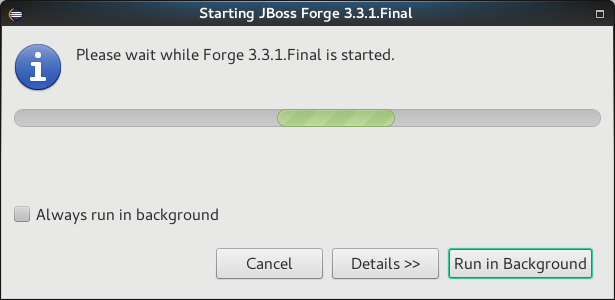 Starting JBoss Forge 3.3.1.Final
Please wait while Forge 3.3.1.Final is started.
Always run in background
Cancel
Details >>
Run in Background